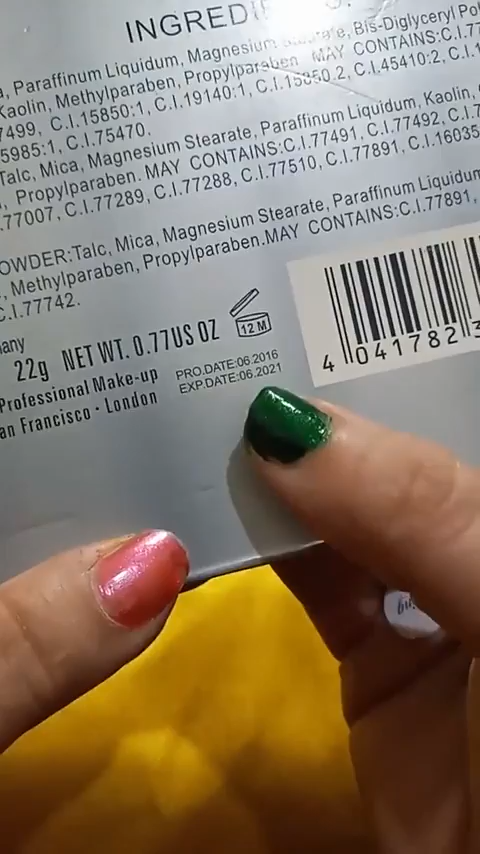 INGREDI
a, Paraffinum Liquidum, Magnesium Stearate, Bis-Diglyceryl Po
Kaolin, Methylparaben, Propylparaben MAY CONTAINS:C.I.77
7499, C.I.15850:1, C.I.19140:1, C.I.15850:2, C.I.45410:2, C.I.1
5985:1, C.I.75470.
Talc, Mica, Magnesium Stearate, Paraffinum Liquidum, Kaolin,
, Propylparaben. MAY CONTAINS:C.I.77491, C.I.77492, C.I.7
.77007, C.I.77289, C.I.77288, C.I.77510, C.I.77891, C.I.16035
OWDER:Talc, Mica, Magnesium Stearate, Paraffinum Liquidum
, Methylparaben, Propylparaben.MAY CONTAINS:C.I.77891,
C.I.77742.
any
22g NET WT. 0.77US OZ
12 M
Professional Make-up
an Francisco · London
PRO.DATE:06.2016
EXP.DATE:06.2021
4 041782 3